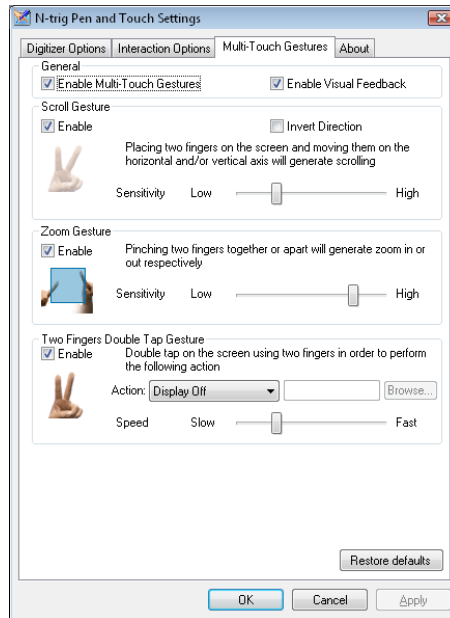 N-trig Pen and Touch Settings
Digitizer Options Interaction Options Multi-Touch Gestures About
General
Enable Multi-Touch Gestures Enable Visual Feedback
Scroll Gesture
Enable Invert Direction
Placing two fingers on the screen and moving them on the
horizontal and/or vertical axis will generate scrolling
Sensitivity Low High
Zoom Gesture
Enable Pinching two fingers together or apart will generate zoom in or
out respectively
Sensitivity Low High
Two Fingers Double Tap Gesture
Enable Double tap on the screen using two fingers in order to perform
the following action
Action: Display Off Browse...
Speed Slow Fast
Restore defaults
OK Cancel Apply